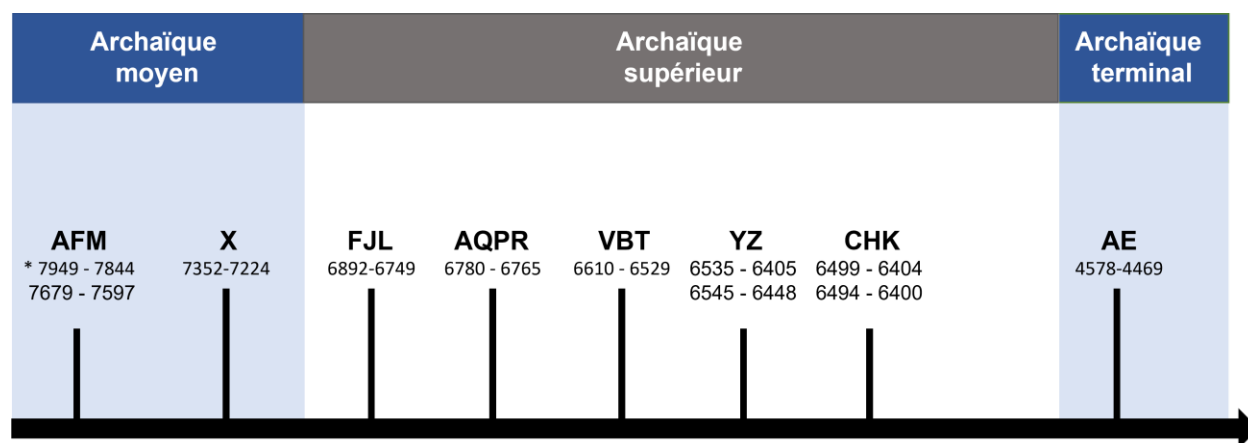 Archaïque
moyen
Archaïque
supérieur
Archaïque
terminal
AFM
* 7949 - 7844
7679 - 7597
X
7352-7224
FJL
6892-6749
AQPR
6780 - 6765
VBT
6610 - 6529
YZ
6535 - 6405
6545 - 6448
CHK
6499 - 6404
6494 - 6400
AE
4578-4469